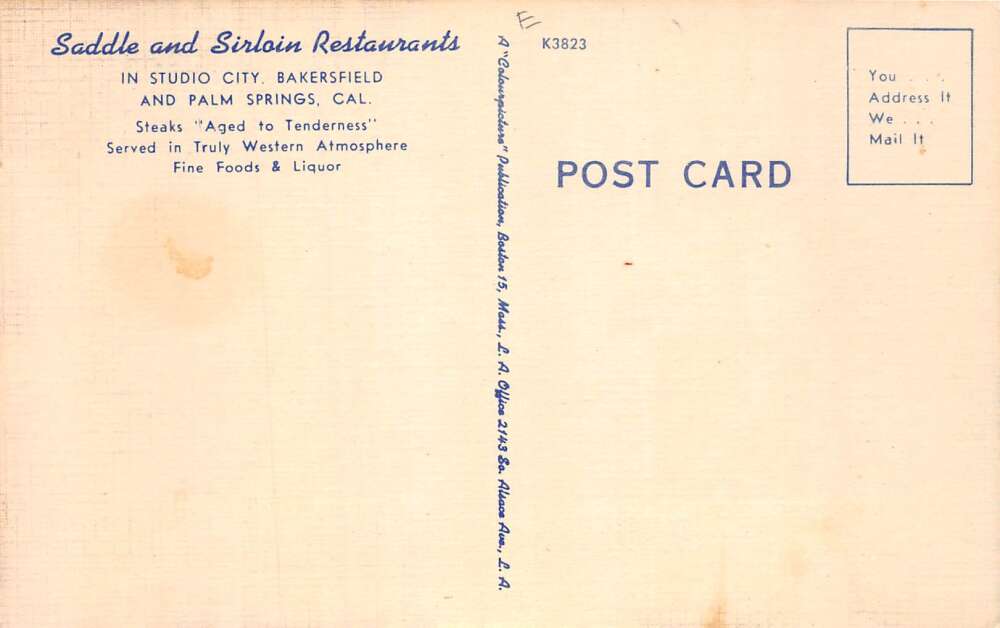 Saddle and Sirloin Restaurants
IN STUDIO CITY, BAKERSFIELD
AND PALM SPRINGS, CAL.
Steaks "Aged to Tenderness"
Served in Truly Western Atmosphere
Fine Foods & Liquor
A "Colourpicture" Publication, Boston 15, Mass., L. A. Office 2143 So. Alsace Ave., L. A.
E
K3823
POST CARD
You . . .
Address It
We . . .
Mail It